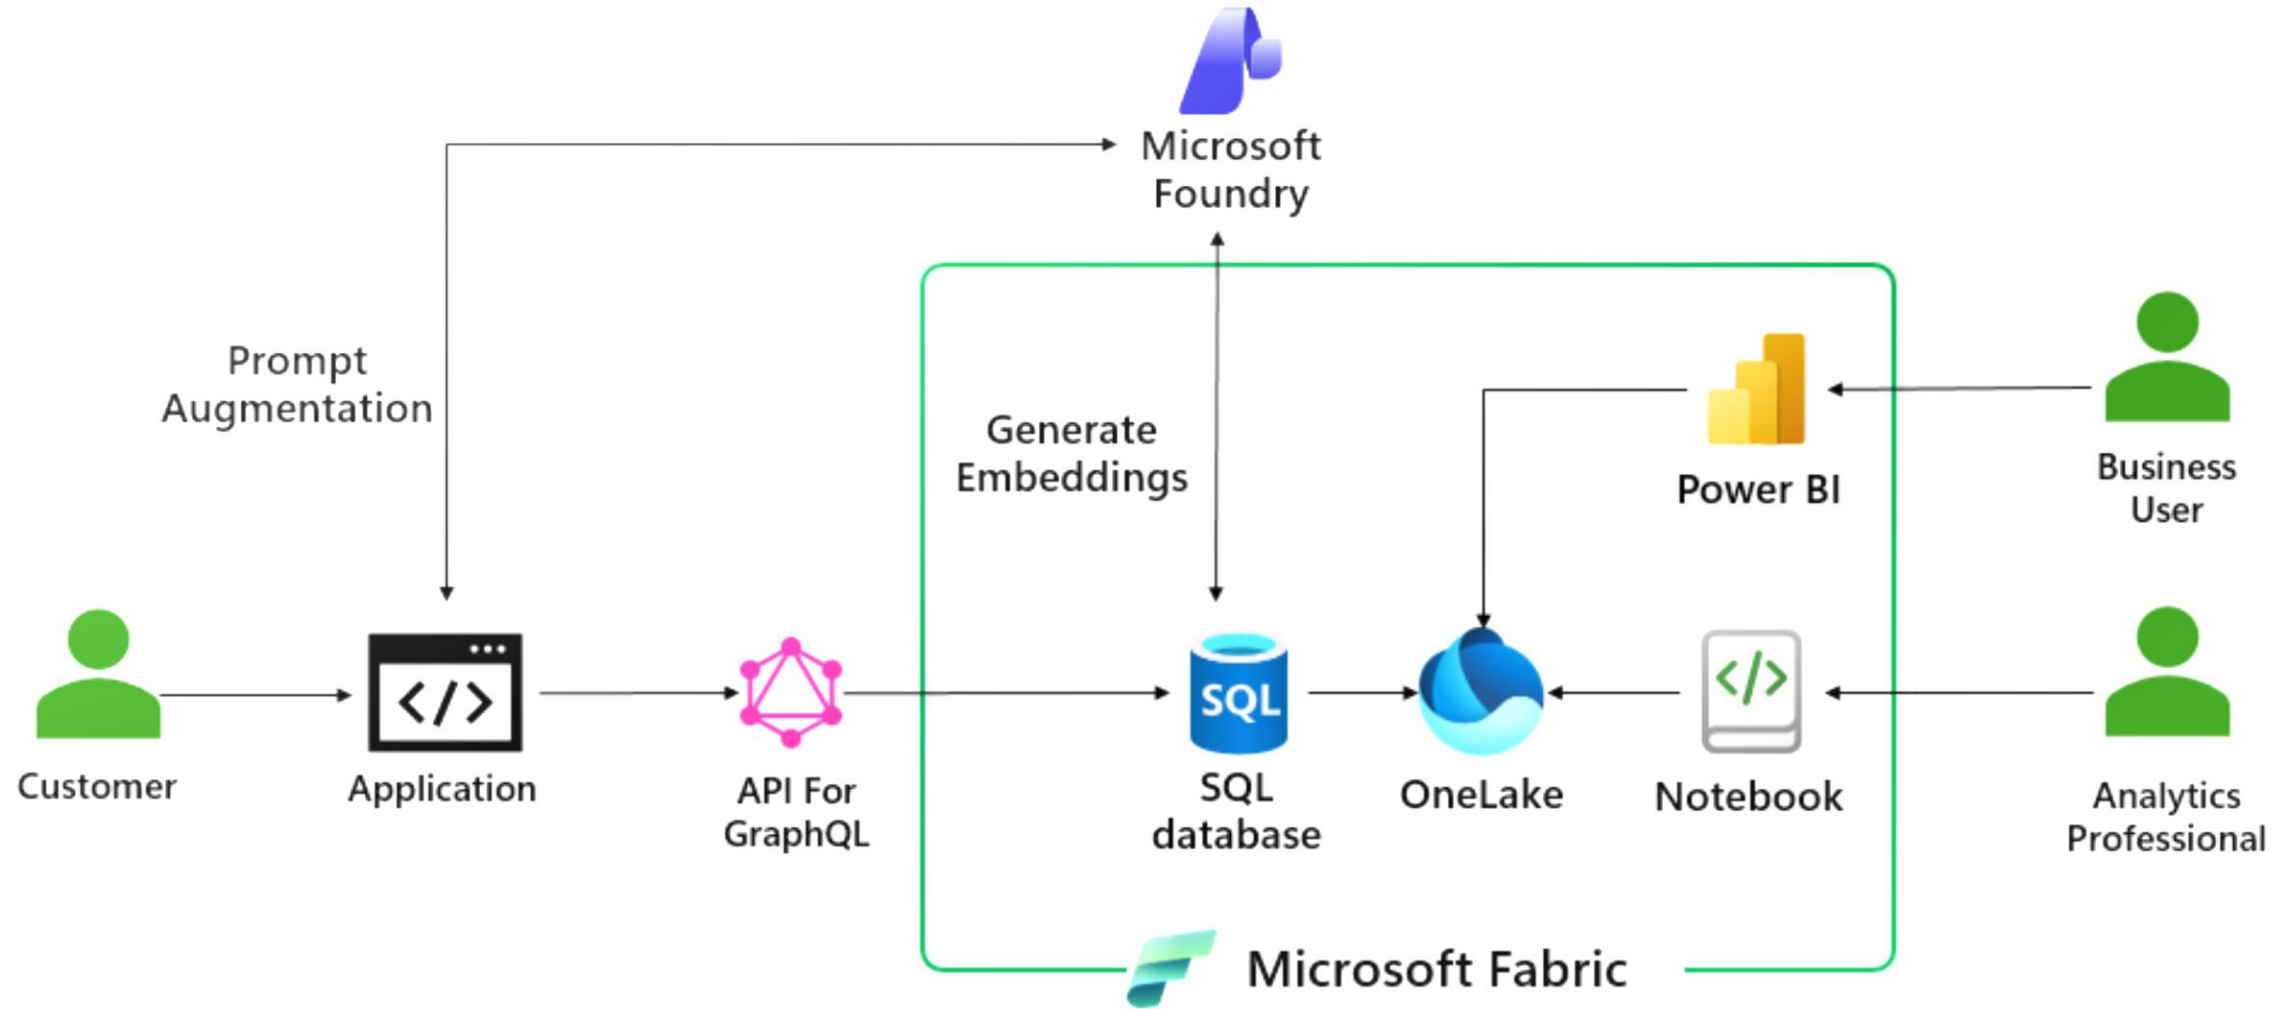 Microsoft
Foundry
Prompt
Augmentation
Generate
Embeddings
Power BI
Business
User
Customer
Application
API For
GraphQL
SQL
SQL
database
OneLake
Notebook
Analytics
Professional
Microsoft Fabric